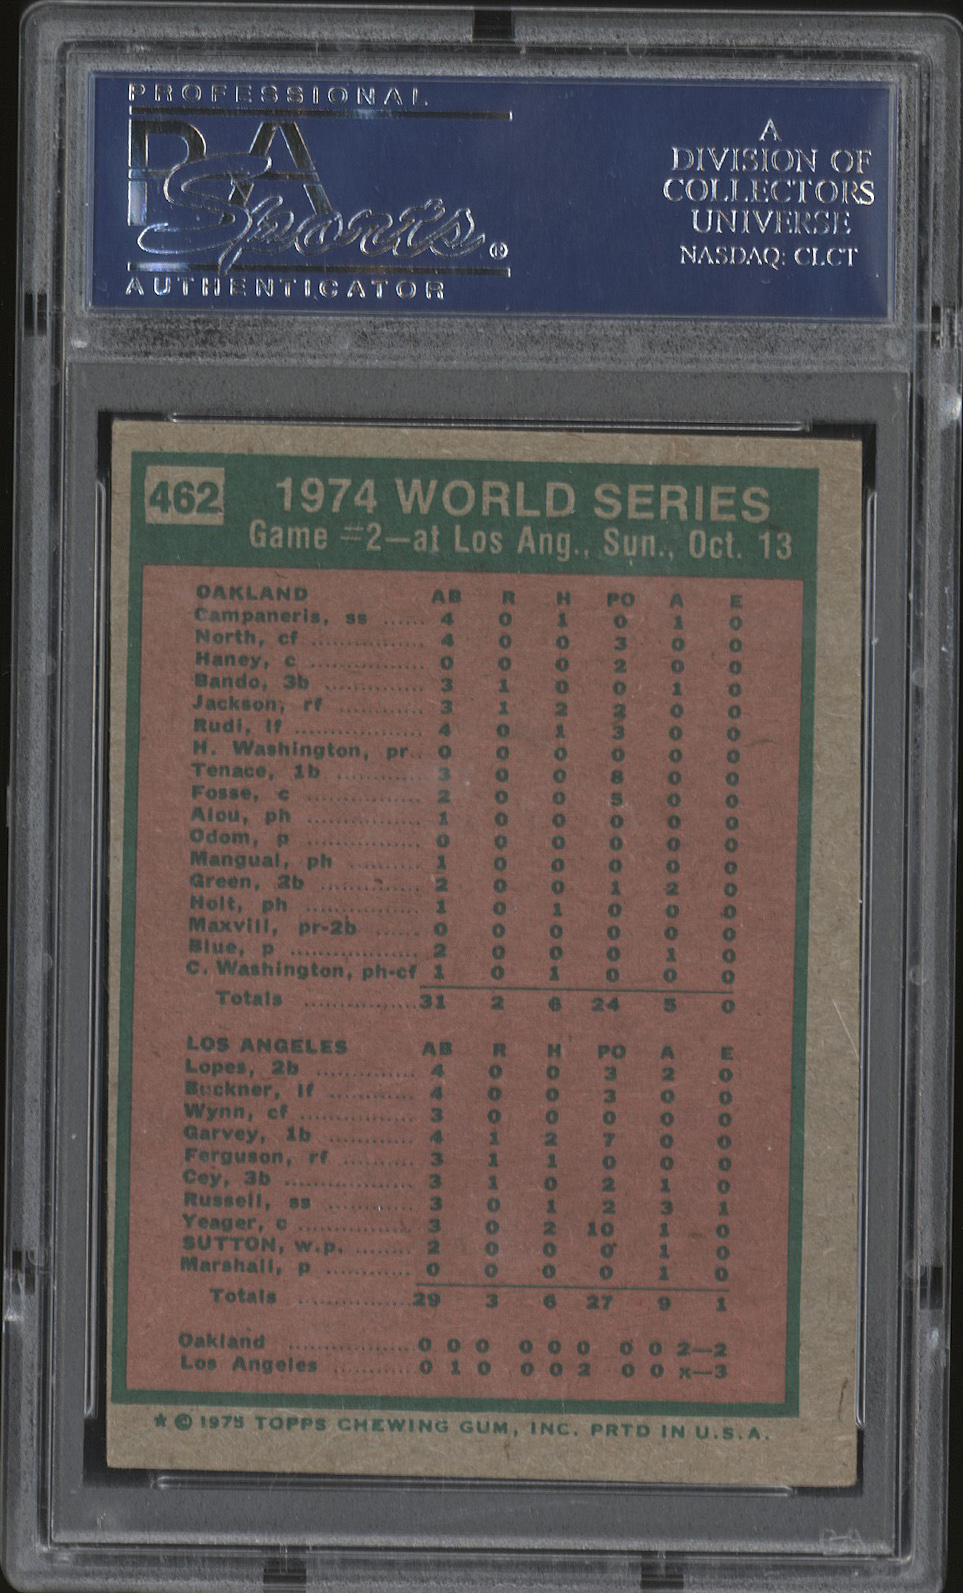 PROFESSIONAL
PSA
Sports®
AUTHENTICATOR
A
DIVISION OF
COLLECTORS
UNIVERSE
NASDAQ: CLCT
462 1974 WORLD SERIES
Game #2—at Los Ang., Sun., Oct. 13
OAKLAND AB R H PO A E
Campaneris, ss ...... 4 0 1 0 1 0
North, cf ................ 4 0 0 3 0 0
Haney, c ................ 0 0 0 2 0 0
Bando, 3b .............. 3 1 0 0 1 0
Jackson, rf ............ 3 1 2 2 0 0
Rudi, lf .................. 4 0 1 3 0 0
H. Washington, pr.. 0 0 0 0 0 0
Tenace, 1b ............ 3 0 0 8 0 0
Fosse, c ................ 2 0 0 5 0 0
Alou, ph ................ 1 0 0 0 0 0
Odom, p ................ 0 0 0 0 0 0
Mangual, ph .......... 1 0 0 0 0 0
Green, 2b .............. 2 0 0 1 2 0
Holt, ph ................ 1 0 1 0 0 0
Maxvill, pr-2b ...... 0 0 0 0 0 0
Blue, p .................. 2 0 0 0 1 0
C. Washington, ph-cf 1 0 1 0 0 0
Totals ................31 2 6 24 5 0
LOS ANGELES AB R H PO A E
Lopes, 2b .............. 4 0 0 3 2 0
Buckner, lf ............ 4 0 0 3 0 0
Wynn, cf ................ 3 0 0 0 0 0
Garvey, 1b ............ 4 1 2 7 0 0
Ferguson, rf .......... 3 1 1 0 0 0
Cey, 3b .................. 3 1 0 2 1 0
Russell, ss ............ 3 0 1 2 3 1
Yeager, c .............. 3 0 2 10 1 0
SUTTON, w.p. ........ 2 0 0 0 1 0
Marshall, p ............ 0 0 0 0 1 0
Totals ................29 3 6 27 9 1
Oakland ..................0 0 0 0 0 0 0 0 2—2
Los Angeles ............0 1 0 0 0 2 0 0 x—3
★ © 1975 TOPPS CHEWING GUM, INC. PRTD IN U.S.A.